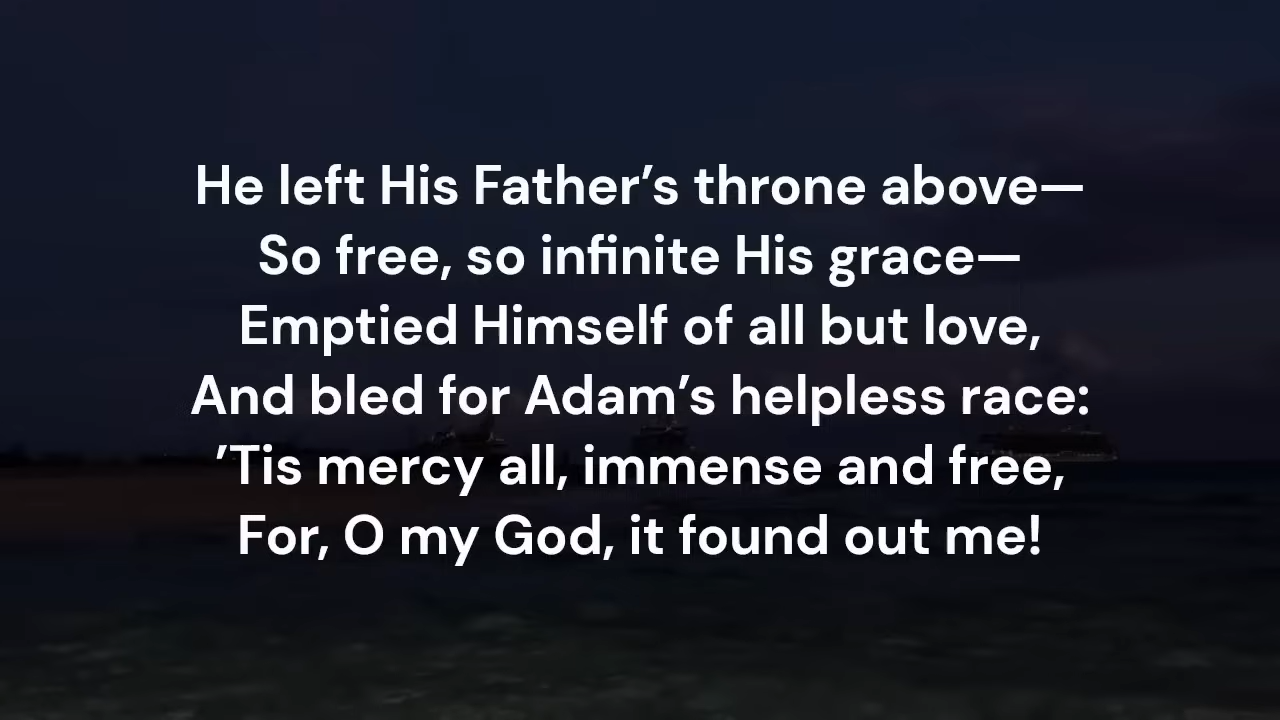 He left His Father’s throne above—
So free, so infinite His grace—
Emptied Himself of all but love,
And bled for Adam’s helpless race:
’Tis mercy all, immense and free,
For, O my God, it found out me!